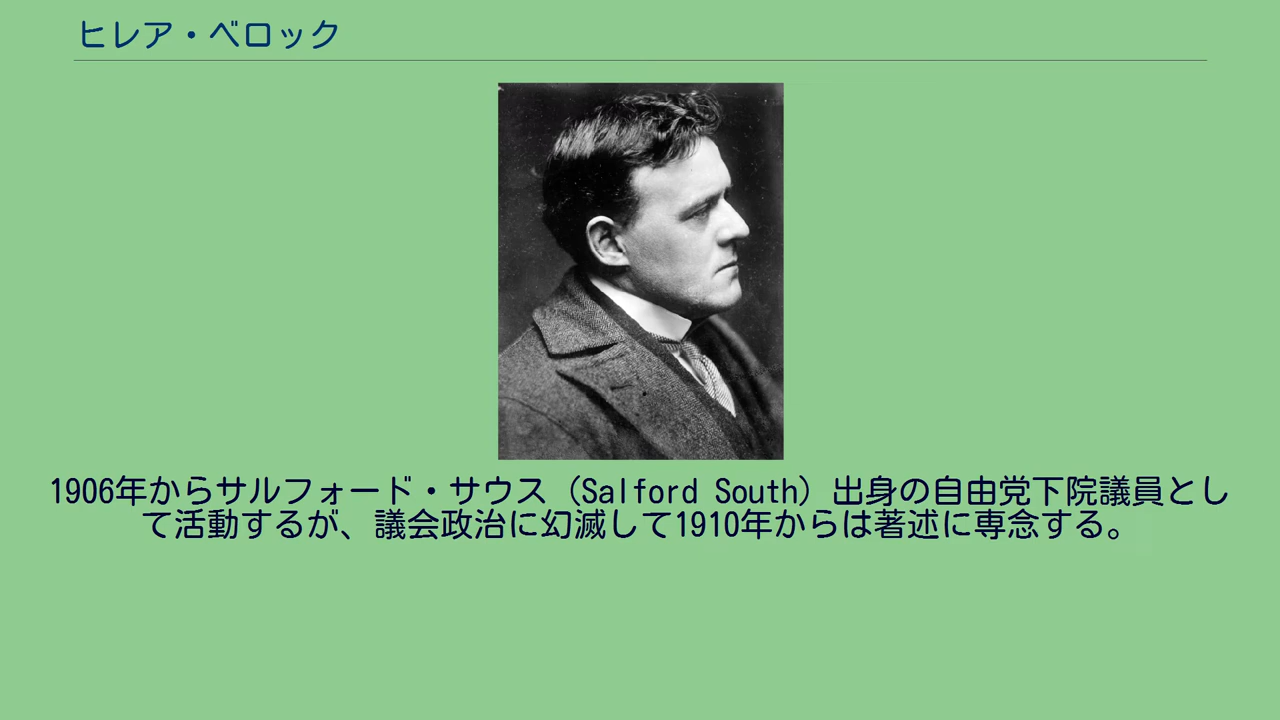 ヒレア・ベロック
1906年からサルフォード・サウス（Salford South）出身の自由党下院議員とし
て活動するが、議会政治に幻滅して1910年からは著述に専念する。